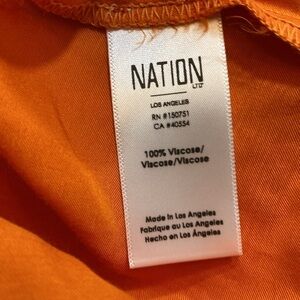 NATION
LTD
LOS ANGELES
RN #150751
CA #40554
100% Viscose/
Viscose/Viscose
Made in Los Angeles
Fabrique au Los Angeles
Hecho en Los Ángeles